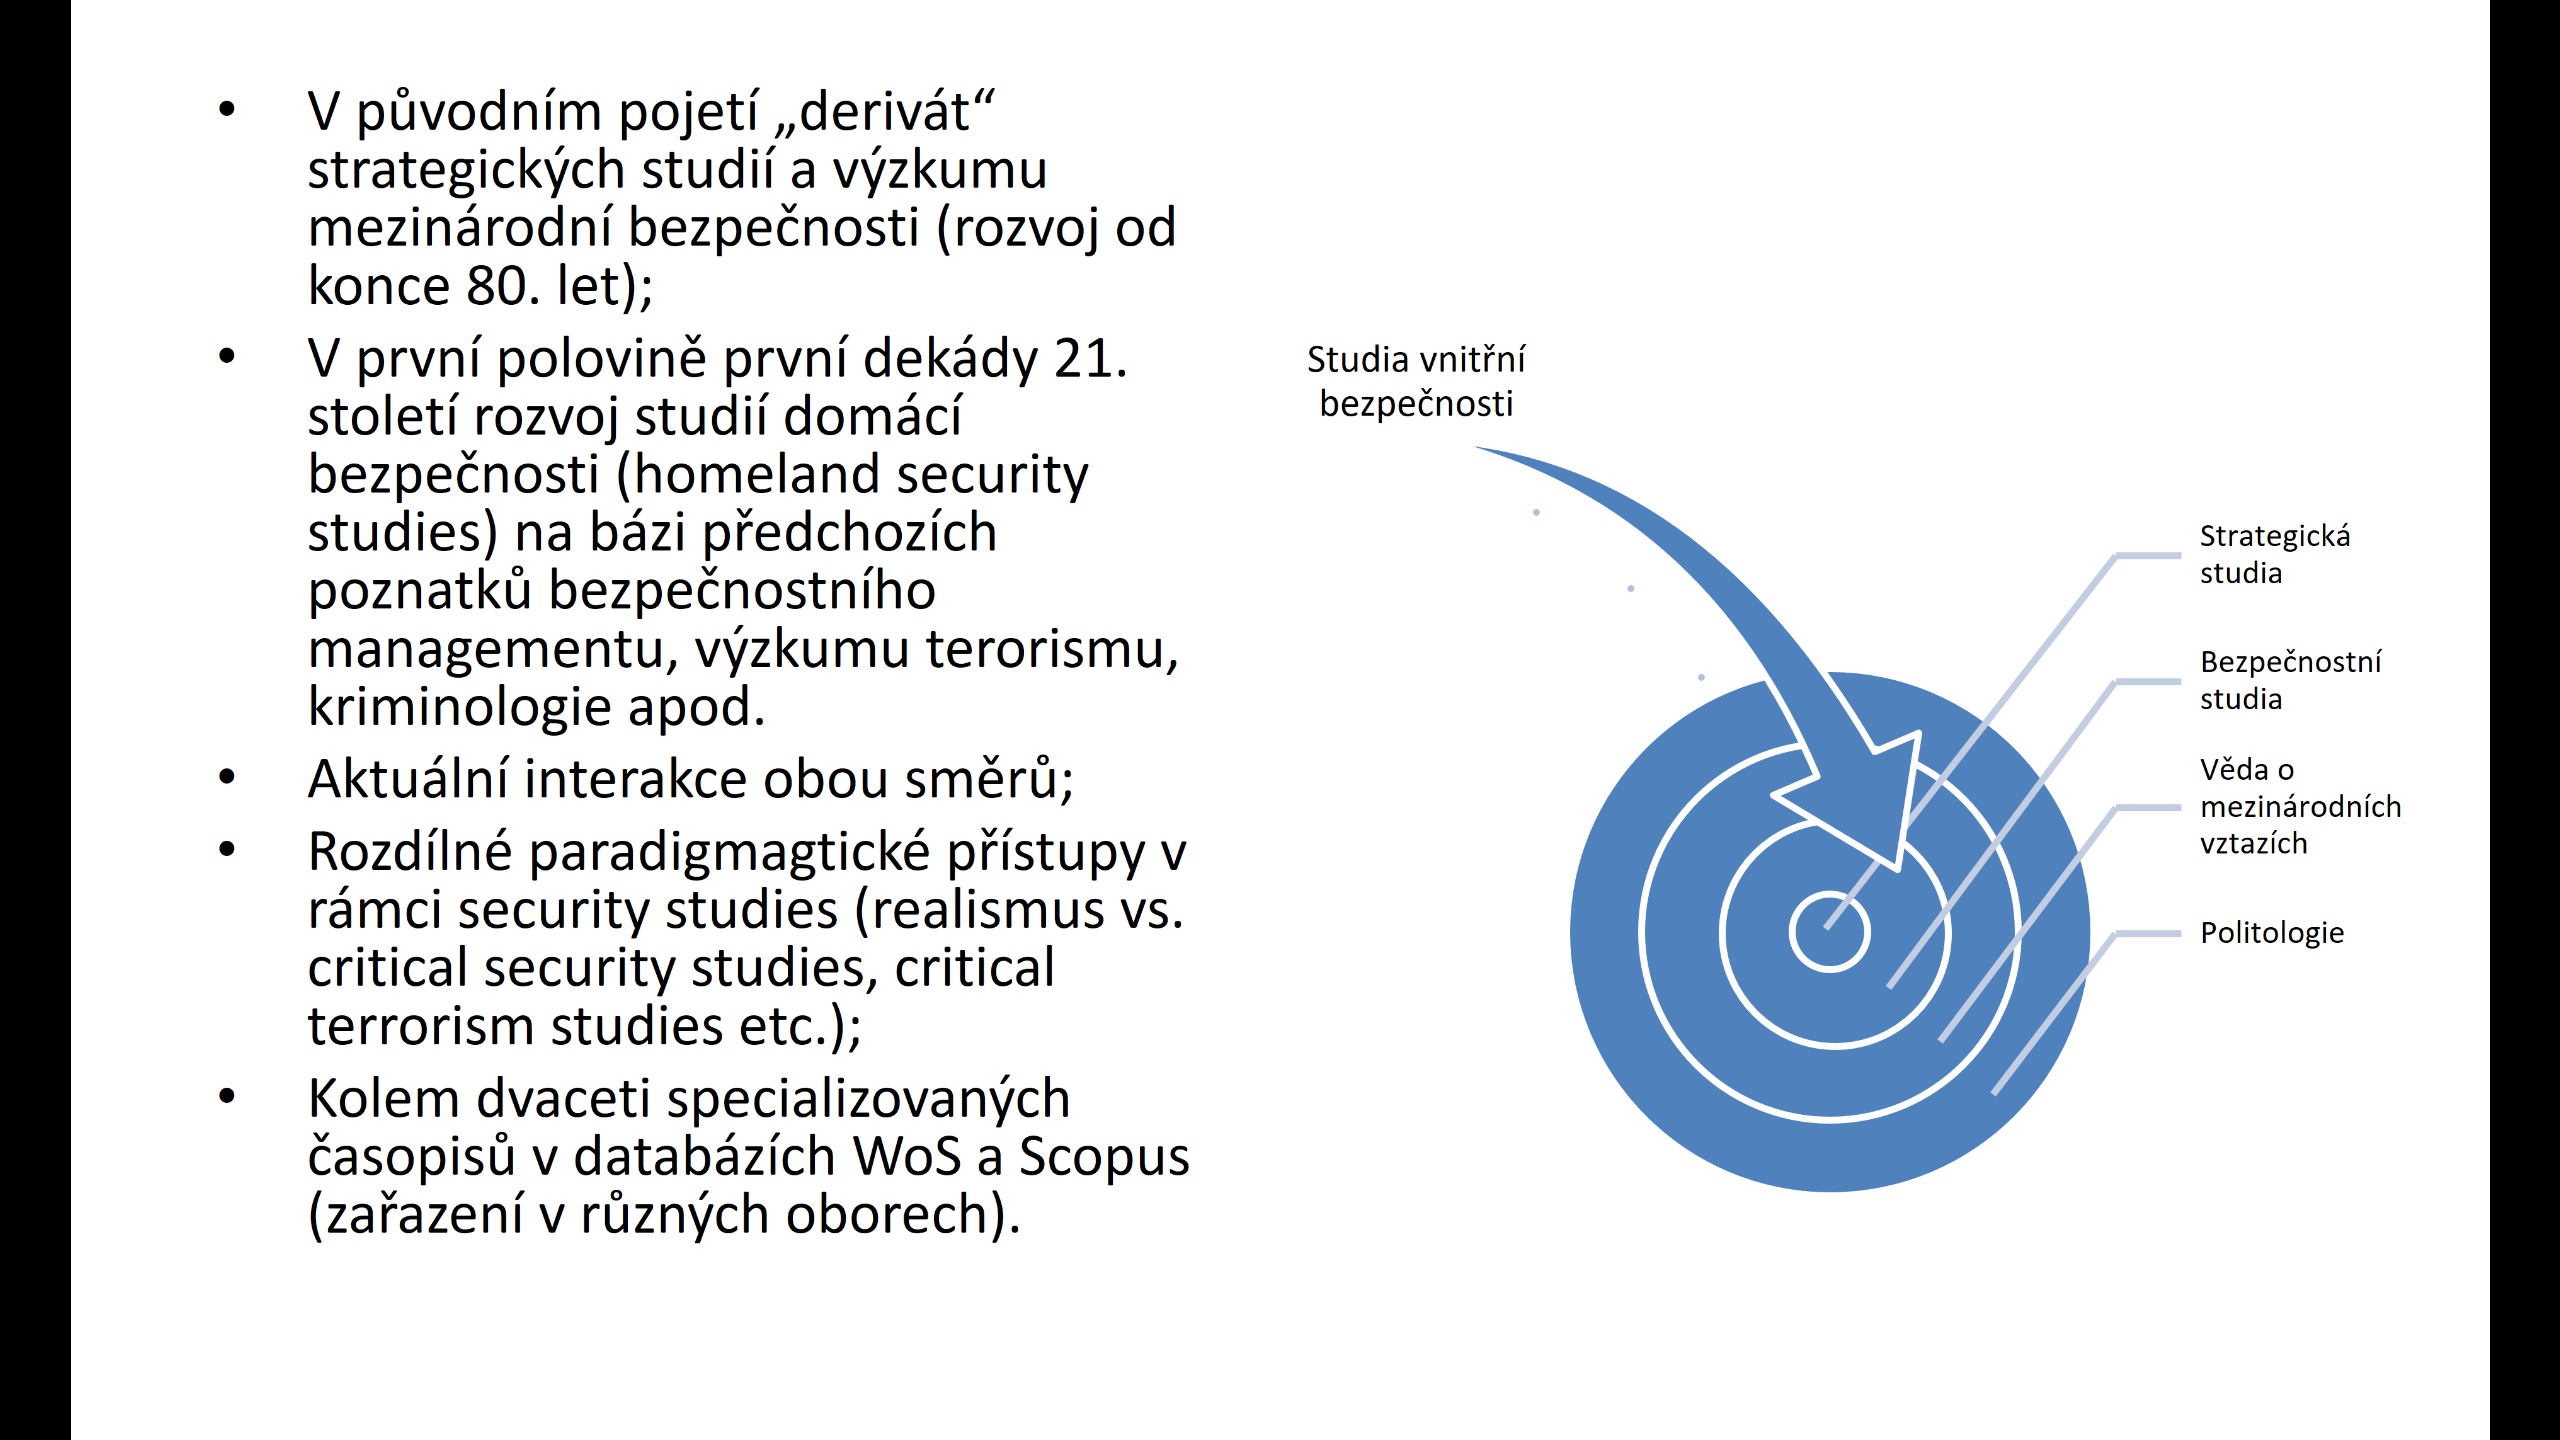 • V původním pojetí „derivát“
strategických studií a výzkumu
mezinárodní bezpečnosti (rozvoj od
konce 80. let);
• V první polovině první dekády 21.
století rozvoj studií domácí
bezpečnosti (homeland security
studies) na bázi předchozích
poznatků bezpečnostního
managementu, výzkumu terorismu,
kriminologie apod.
• Aktuální interakce obou směrů;
• Rozdílné paradigmagtické přístupy v
rámci security studies (realismus vs.
critical security studies, critical
terrorism studies etc.);
• Kolem dvaceti specializovaných
časopisů v databázích WoS a Scopus
(zařazení v různých oborech).
Studia vnitřní
bezpečnosti
Strategická
studia
Bezpečnostní
studia
Věda o
mezinárodních
vztazích
Politologie